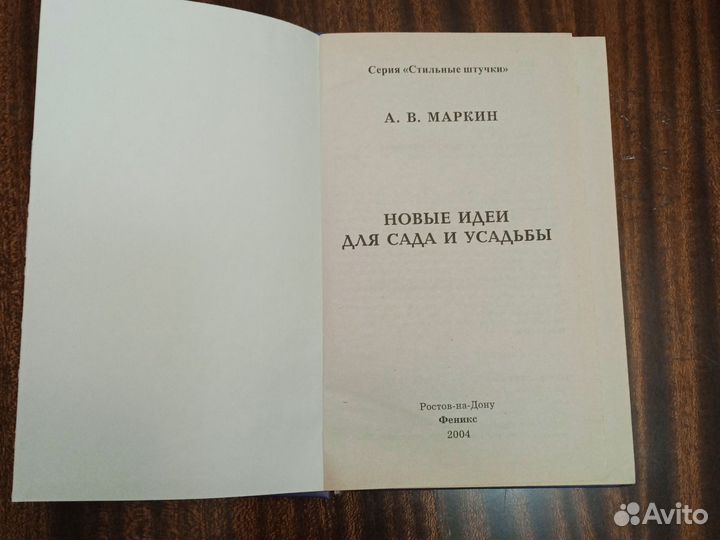 Серия «Стильные штучки»
А. В. МАРКИН
НОВЫЕ ИДЕИ
ДЛЯ САДА И УСАДЬБЫ
Ростов-на-Дону
Феникс
2004
Avito